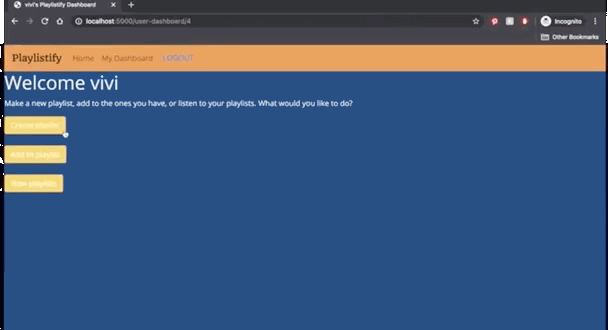 vivi's Playlistify Dashboard
localhost:5000/user-dashboard/4
Incognito
Other Bookmarks
Playlistify Home My Dashboard LOGOUT
Welcome vivi
Make a new playlist, add to the ones you have, or listen to your playlists. What would you like to do?
Create playlist
Add to playlist
View playlists